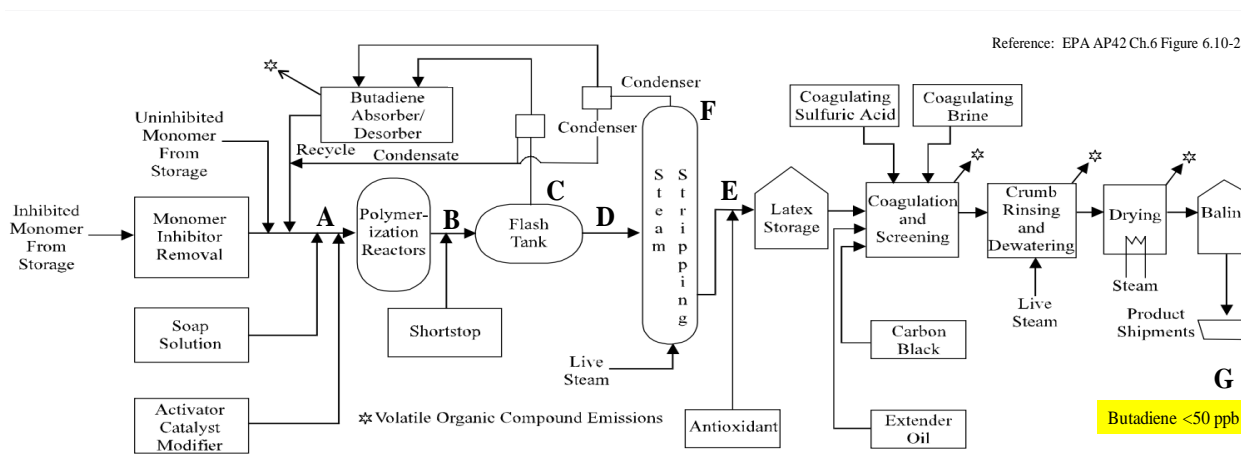 Reference: EPA AP42 Ch.6 Figure 6.10-2
Condenser
Butadiene
Absorber/
Desorber
Condenser
F
Coagulating
Sulfuric Acid
Coagulating
Brine
Uninhibited
Monomer
From
Storage
Recycle
Condensate
Inhibited
Monomer
From
Storage
Monomer
Inhibitor
Removal
A
Polymer-
ization
Reactors
B
C
Flash
Tank
D
Steam
Stripping
E
Latex
Storage
Coagulation
and
Screening
Crumb
Rinsing
and
Dewatering
Drying
Balin
Steam
Live
Steam
Product
Shipments
Soap
Solution
Shortstop
Live
Steam
Carbon
Black
G
Activator
Catalyst
Modifier
Volatile Organic Compound Emissions
Antioxidant
Extender
Oil
Butadiene <50 ppb